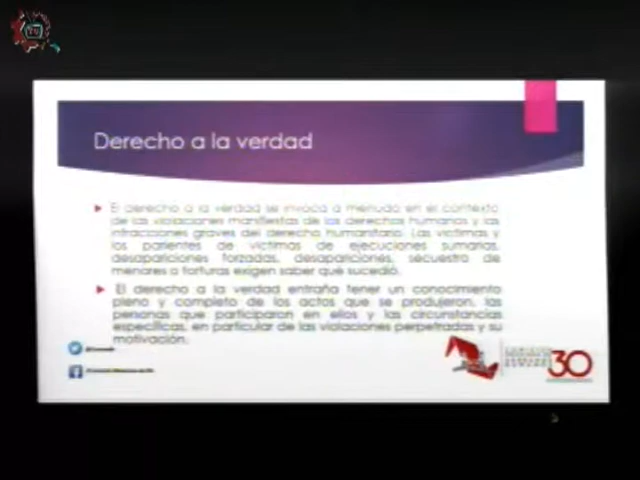 Derecho a la verdad
El derecho a la verdad se invoca a menudo en el contexto
de las violaciones manifiestas de los derechos humanos y las
infracciones graves del derecho humanitario. Las víctimas y
los parientes de víctimas de ejecuciones sumarias,
desapariciones forzadas, desapariciones, secuestro de
menores o torturas exigen saber qué sucedió.
El derecho a la verdad entraña tener un conocimiento
pleno y completo de los actos que se produjeron, las
personas que participaron en ellos y las circunstancias
específicas, en particular de las violaciones perpetradas y su
motivación.
30